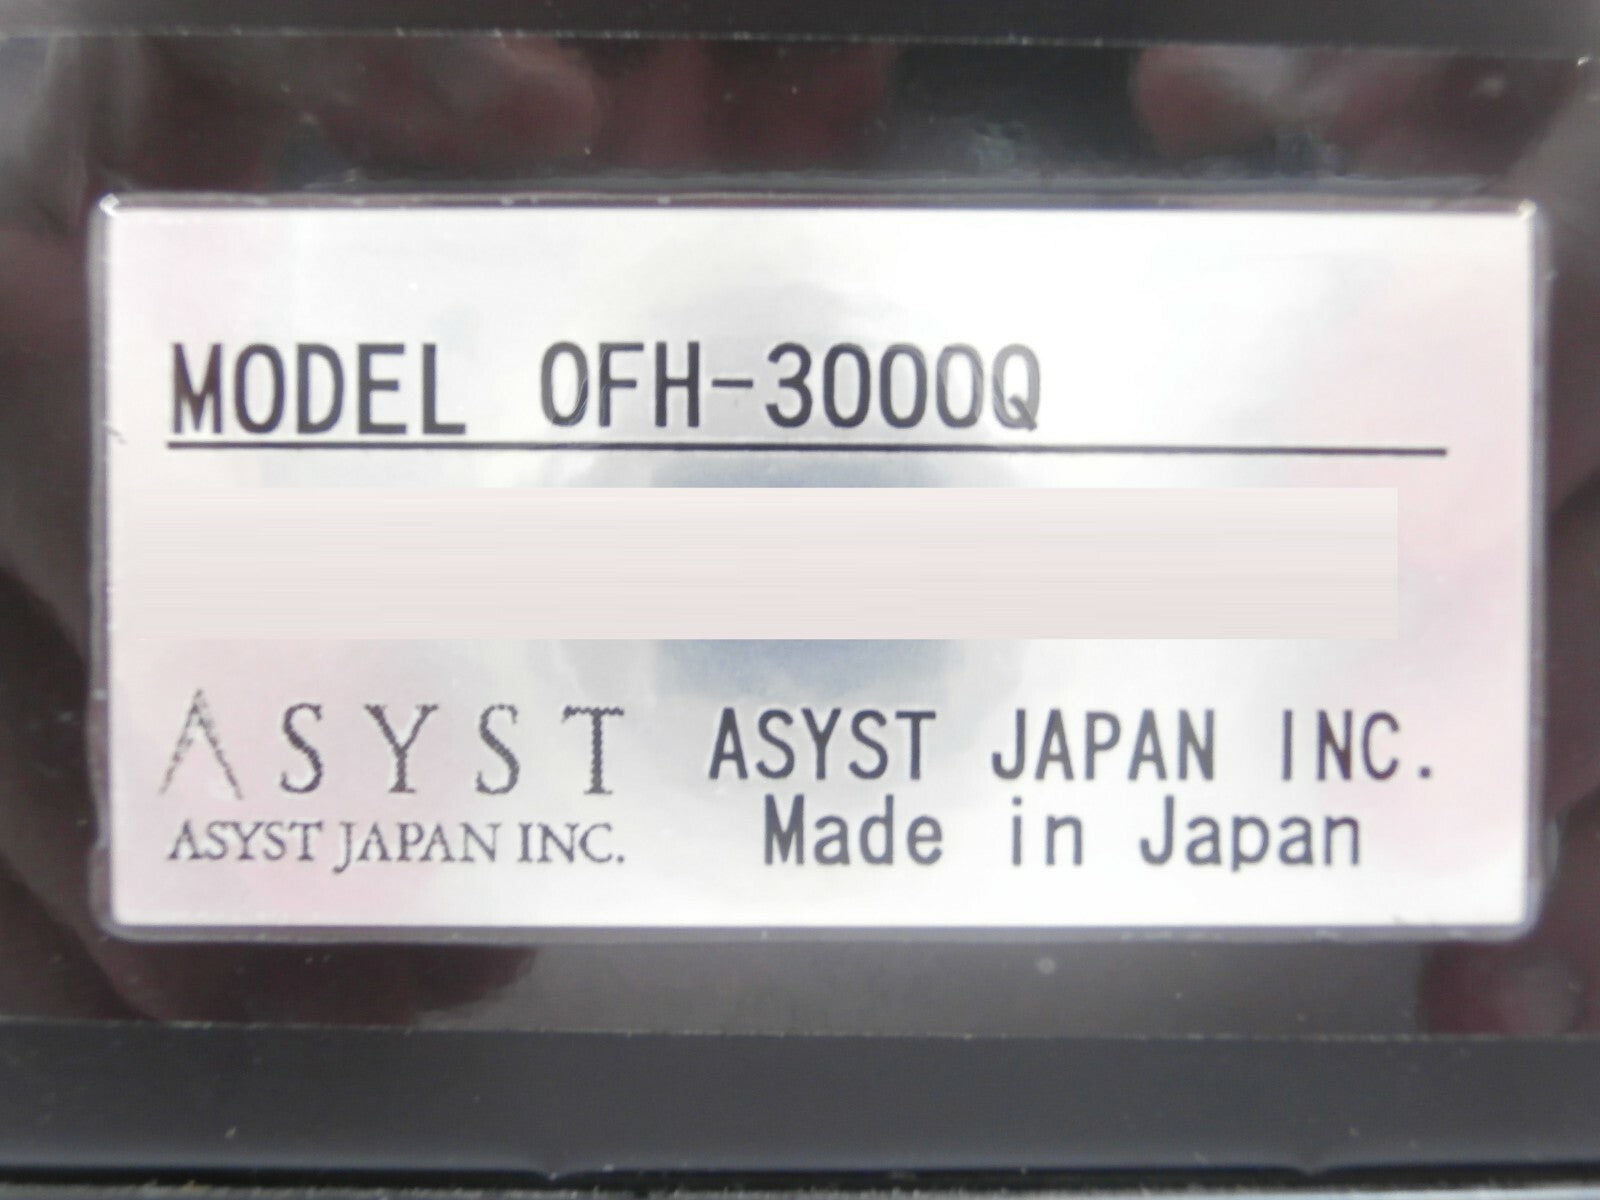 MODEL OFH-3000Q
ASYST
ASYST JAPAN INC.
ASYST JAPAN INC.
Made in Japan